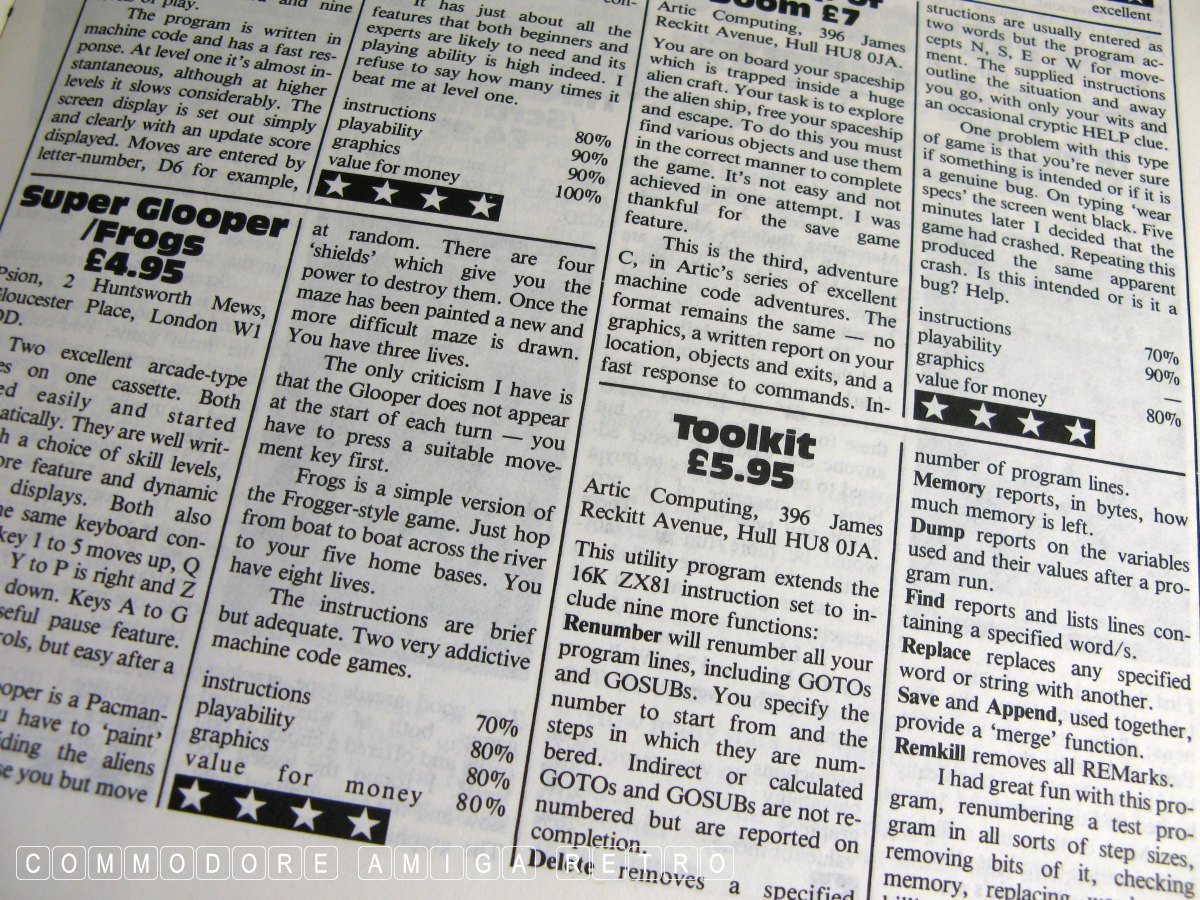 of play.
The program is written in
machine code and has a fast res-
ponse. At level one it's almost in-
stantaneous, although at higher
levels it slows considerably. The
screen display is set out simply
and clearly with an update score
displayed. Moves are entered by
letter-number, D6 for example,
and nine
It has just about all the
features that both beginners and
experts are likely to need and its
playing ability is high indeed. I
refuse to say how many times it
beat me at level one.
instructions 80%
playability 90%
graphics 90%
value for money 100%
Super Glooper
/Frogs
£4.95
Psion, 2 Huntsworth Mews,
Gloucester Place, London W1
Two excellent arcade-type
on one cassette. Both
easily and started
They are well writ-
a choice of skill levels,
feature and dynamic
displays. Both also
same keyboard con-
key 1 to 5 moves up, Q
Y to P is right and Z
down. Keys A to G
pause feature.
but easy after a
is a Pacman-
have to 'paint'
the aliens
you but move
at random. There are four
'shields' which give you the
power to destroy them. Once the
maze has been painted a new and
more difficult maze is drawn.
You have three lives.
The only criticism I have is
that the Glooper does not appear
at the start of each turn — you
have to press a suitable move-
ment key first.
Frogs is a simple version of
the Frogger-style game. Just hop
from boat to boat across the river
to your five home bases. You
have eight lives.
The instructions are brief
but adequate. Two very addictive
machine code games.
instructions 70%
playability 80%
graphics 80%
value for money 80%
Doom £7
Artic Computing, 396 James
Reckitt Avenue, Hull HU8 0JA.
You are on board your spaceship
which is trapped inside a huge
alien craft. Your task is to explore
the alien ship, free your spaceship
and escape. To do this you must
find various objects and use them
in the correct manner to complete
the game. It's not easy and not
achieved in one attempt. I was
thankful for the save game
feature.
This is the third, adventure
C, in Artic's series of excellent
machine code adventures. The
format remains the same — no
graphics, a written report on your
location, objects and exits, and a
fast response to commands. In-
excellent
structions are usually entered as
two words but the program ac-
cepts N, S, E or W for move-
ment. The supplied instructions
outline the situation and away
you go, with only your wits and
an occasional cryptic HELP clue.
One problem with this type
of game is that you're never sure
if something is intended or if it is
a genuine bug. On typing 'wear
specs' the screen went black. Five
minutes later I decided that the
game had crashed. Repeating this
produced the same apparent
crash. Is this intended or is it a
bug? Help.
instructions 70%
playability 90%
graphics —
value for money 80%
Toolkit
£5.95
Artic Computing, 396 James
Reckitt Avenue, Hull HU8 0JA.
This utility program extends the
16K ZX81 instruction set to in-
clude nine more functions:
Renumber will renumber all your
program lines, including GOTOs
and GOSUBs. You specify the
number to start from and the
steps in which they are num-
bered. Indirect or calculated
GOTOs and GOSUBs are not re-
numbered but are reported on
completion.
Delete removes a specified
number of program lines.
Memory reports, in bytes, how
much memory is left.
Dump reports on the variables
used and their values after a pro-
gram run.
Find reports and lists lines con-
taining a specified word/s.
Replace replaces any specified
word or string with another.
Save and Append, used together,
provide a 'merge' function.
Remkill removes all REMarks.
I had great fun with this pro-
gram, renumbering a test pro-
gram in all sorts of step sizes,
removing bits of it, checking
memory, replacing
COMMODORE AMIGA RETRO